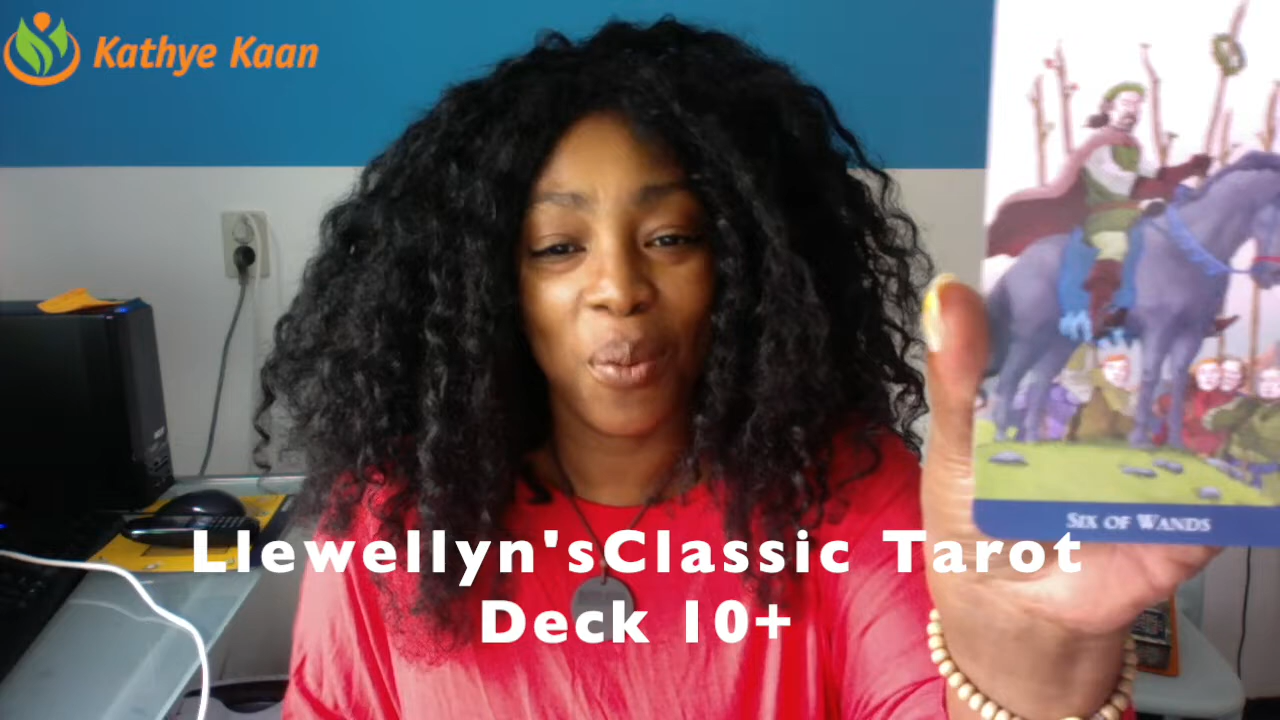 Kathye Kaan
SIX OF WANDS
Llewellyn'sClassic Tarot
Deck 10+